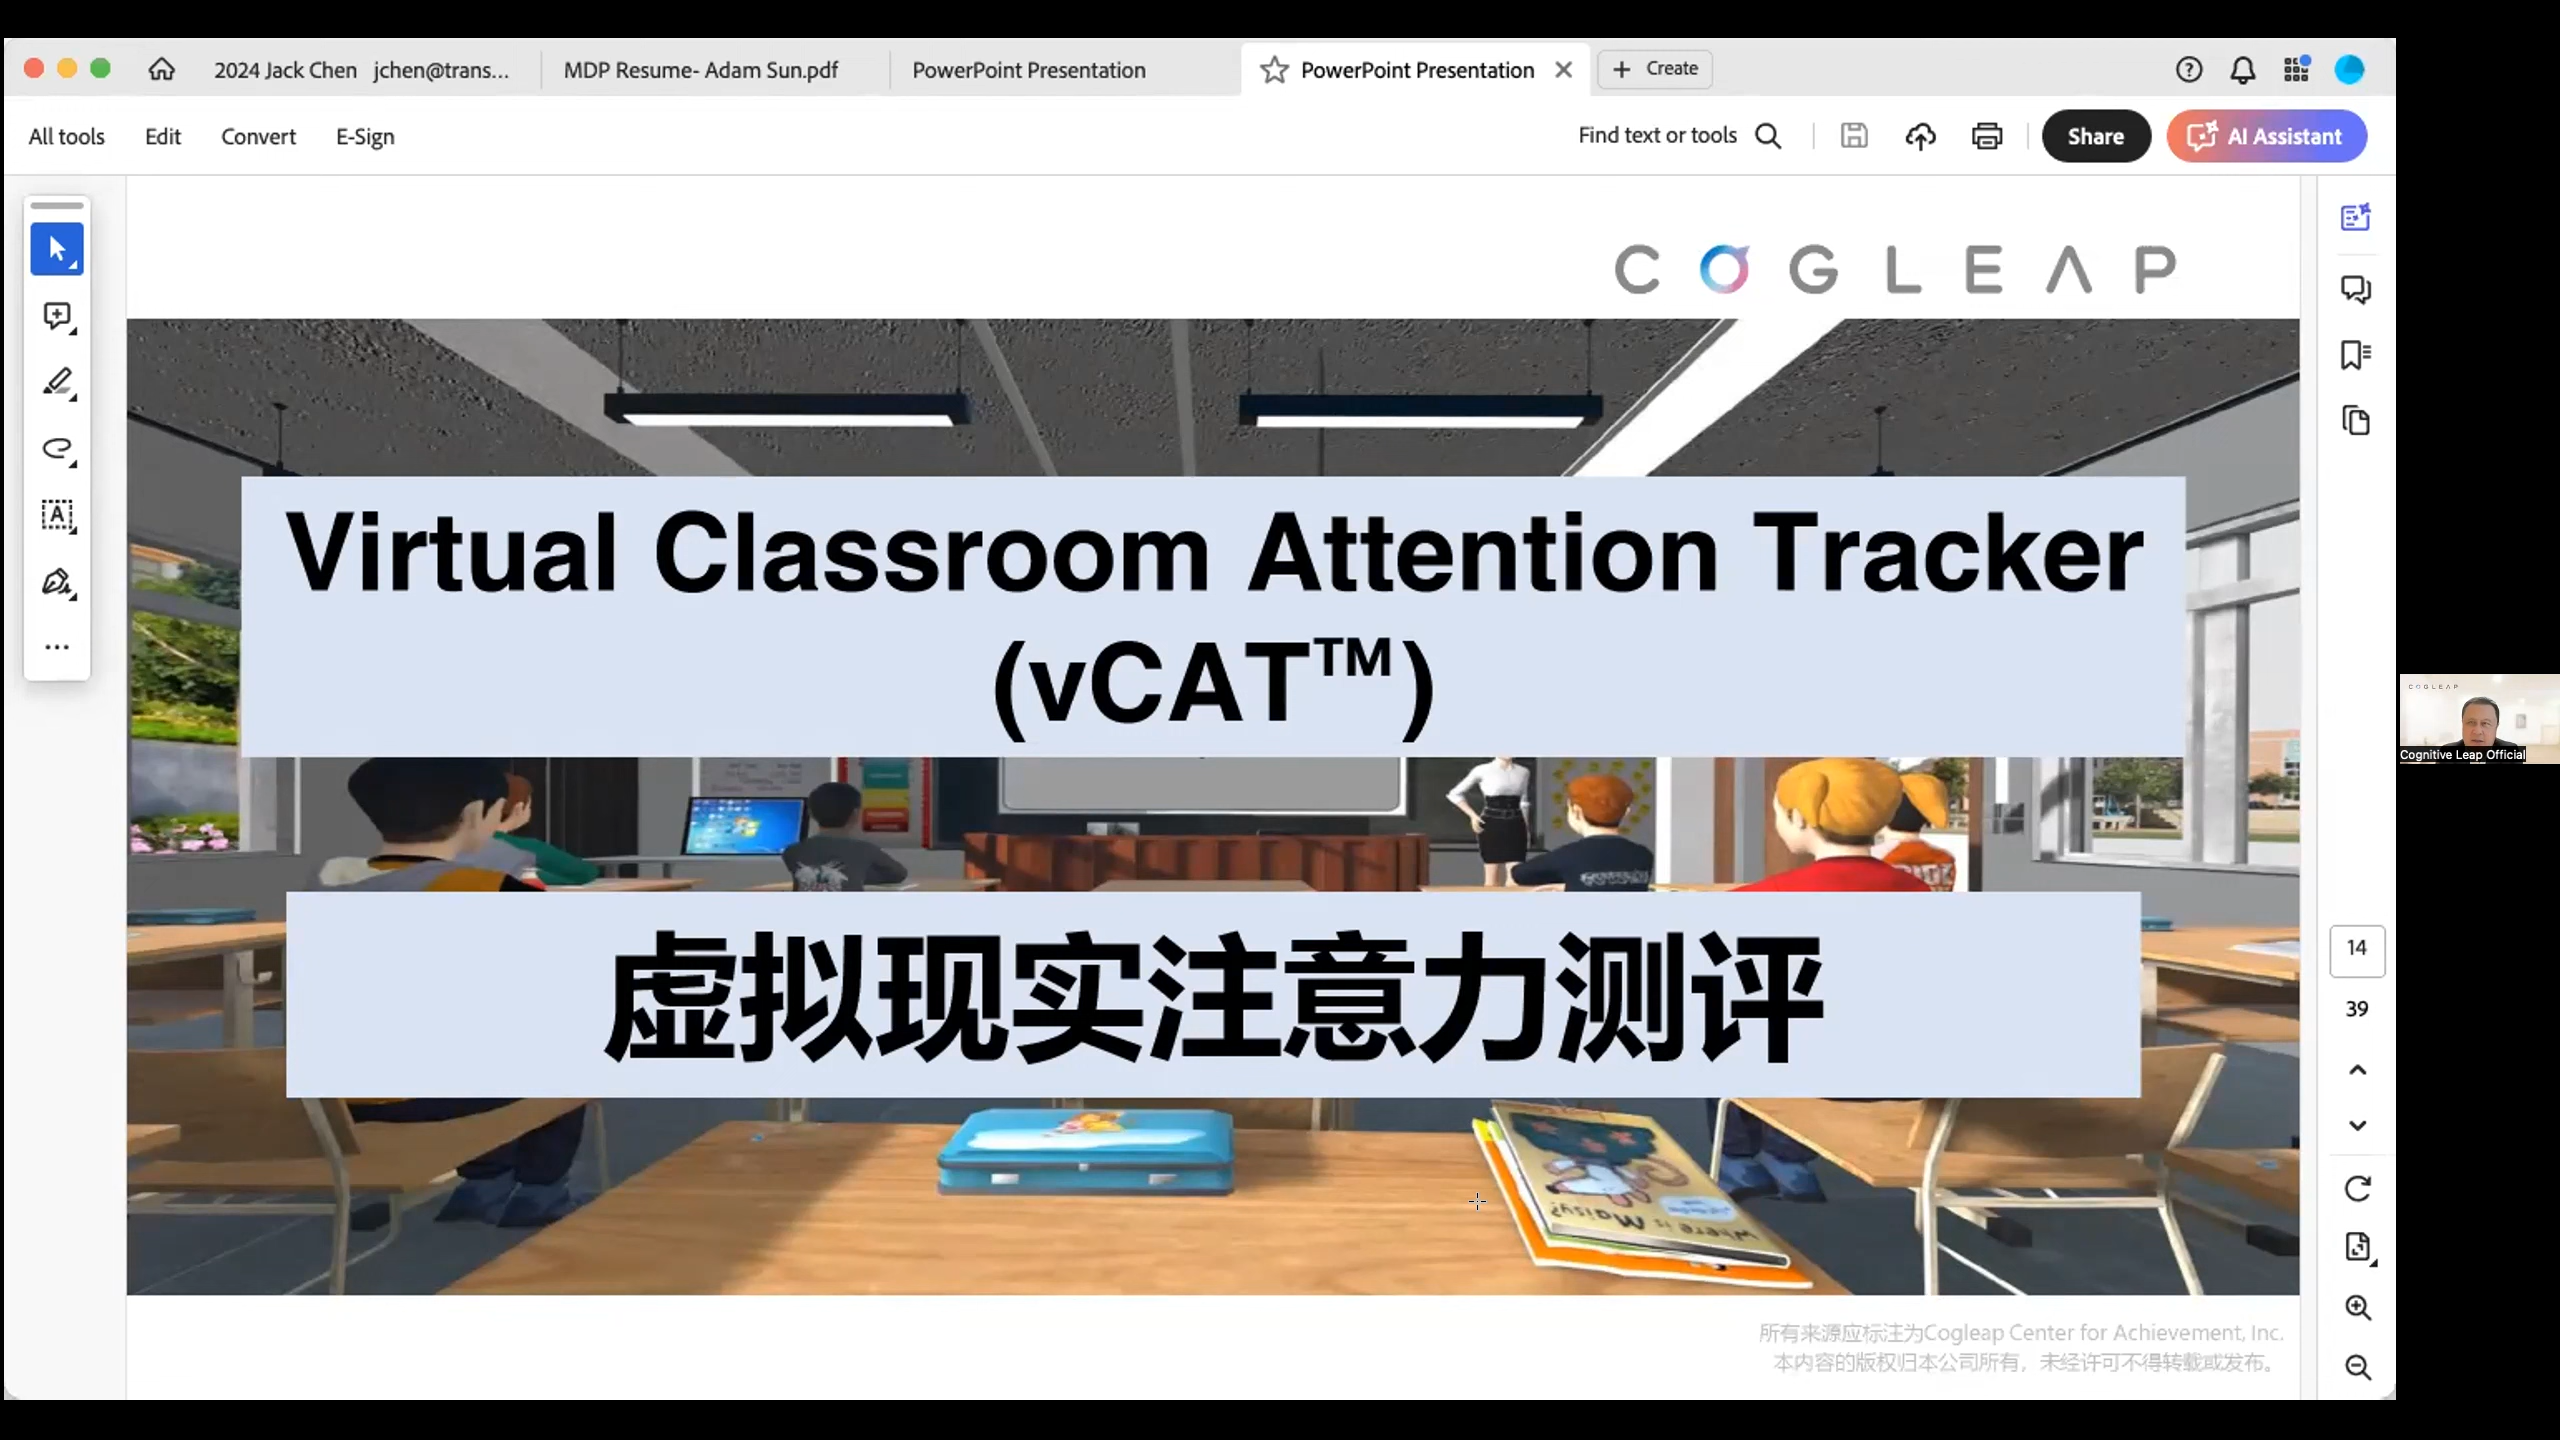 2024 Jack Chen jchen@trans...
MDP Resume- Adam Sun.pdf
PowerPoint Presentation
PowerPoint Presentation
Create
All tools
Edit
Convert
E-Sign
Find text or tools
Share
AI Assistant
COGLEAP
Virtual Classroom Attention Tracker
(vCAT™)
虚拟现实注意力测评
Where is Maisy?
14
39
COGLEAP
Cognitive Leap Official
所有来源应标注为Cogleap Center for Achievement, Inc.
本内容的版权归本公司所有，未经许可不得转载或发布。